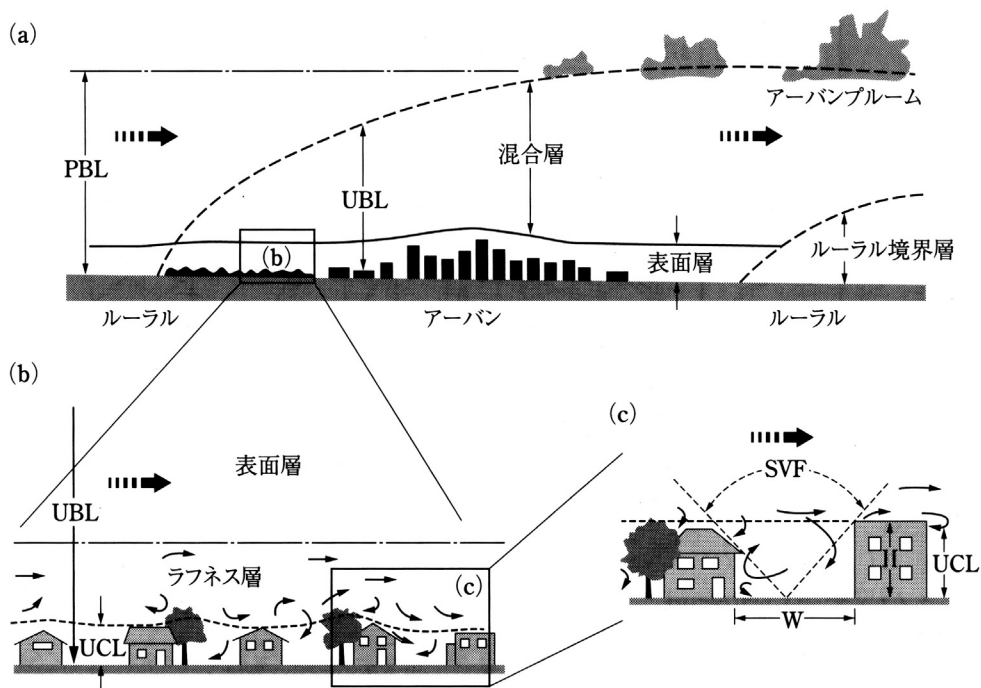 (a)
アーバンプルーム
PBL
混合層
UBL
(b)
表面層
ルーラル境界層
ルーラル
アーバン
ルーラル
(b)
表面層
UBL
ラフネス層
(c)
UCL
(c)
SVF
H
UCL
W